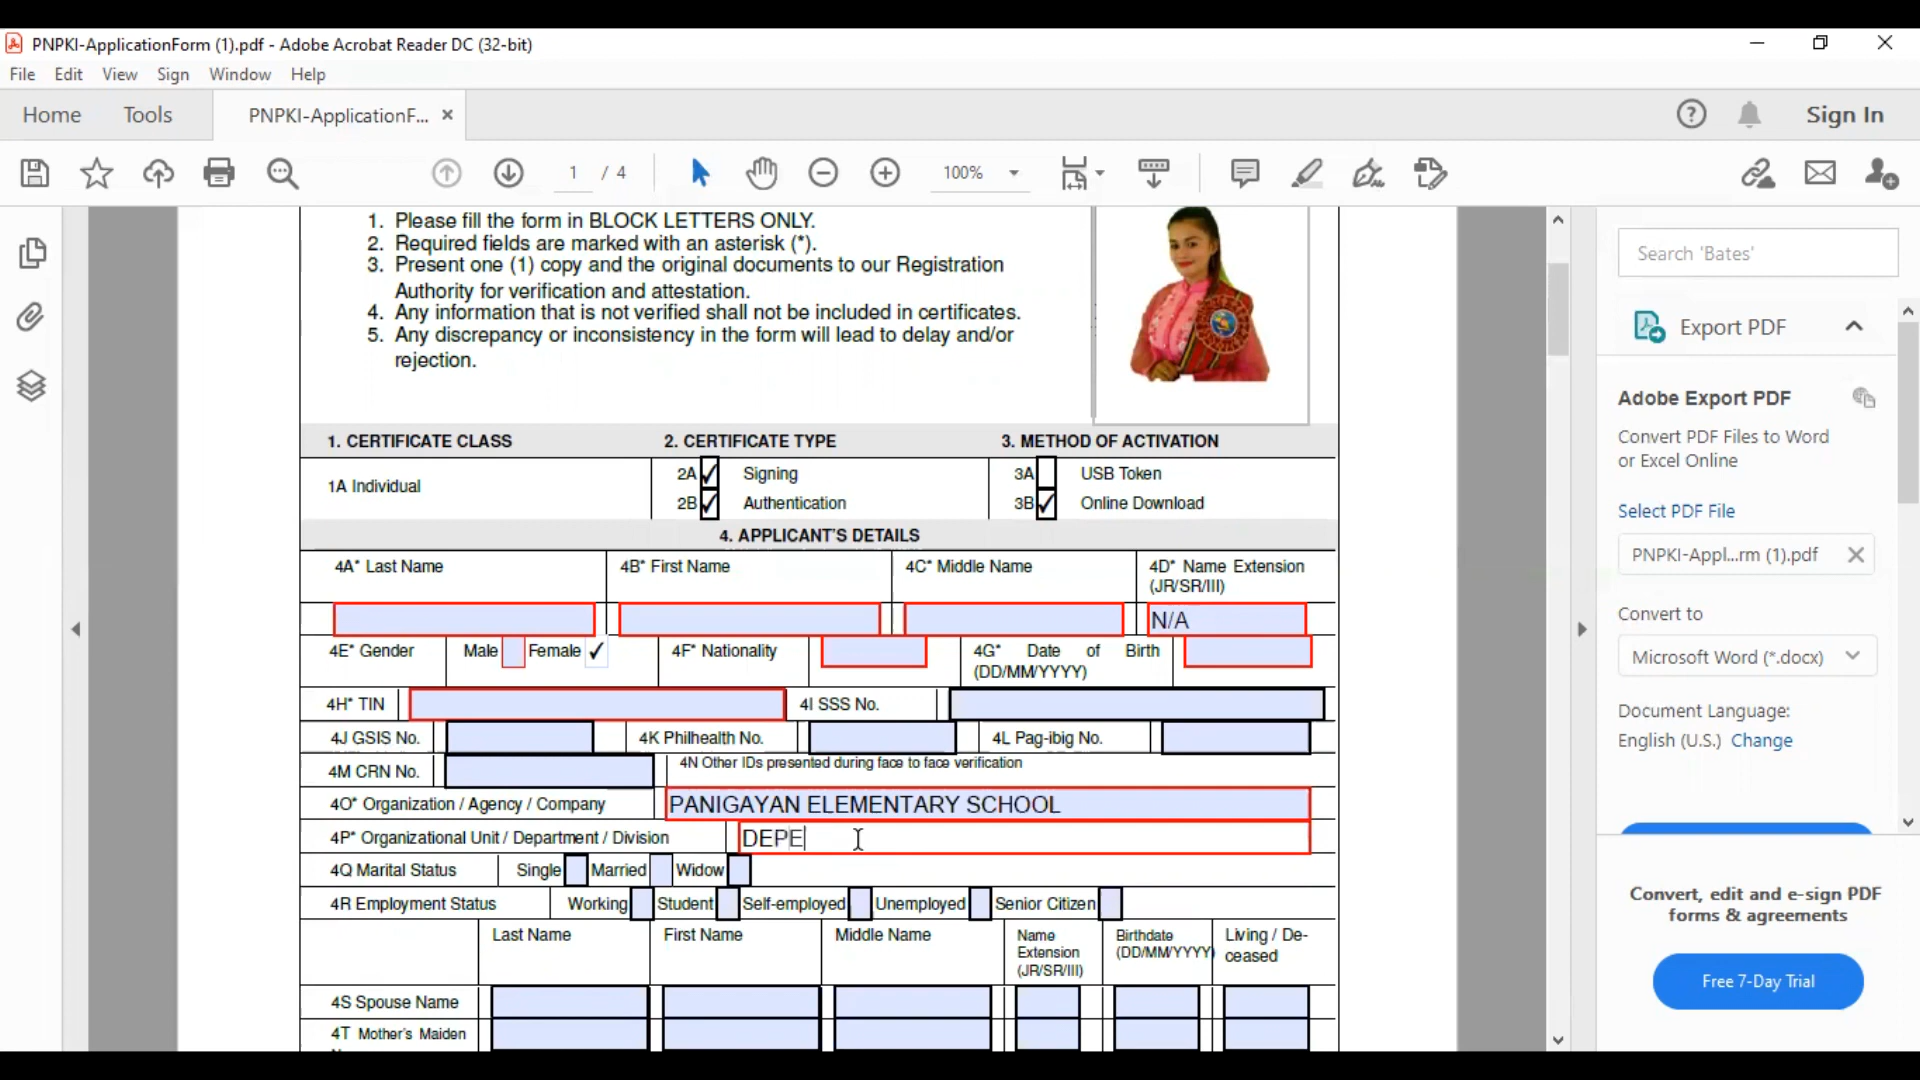 PNPKI-ApplicationForm (1).pdf - Adobe Acrobat Reader DC (32-bit)
File Edit View Sign Window Help
Home Tools PNPKI-ApplicationF... × Sign In
1 / 4 100%
1. Please fill the form in BLOCK LETTERS ONLY.
2. Required fields are marked with an asterisk (*).
3. Present one (1) copy and the original documents to our Registration
Authority for verification and attestation.
4. Any information that is not verified shall not be included in certificates.
5. Any discrepancy or inconsistency in the form will lead to delay and/or
rejection.
1. CERTIFICATE CLASS 2. CERTIFICATE TYPE 3. METHOD OF ACTIVATION
1A Individual
2A Signing 3A USB Token
2B Authentication 3B Online Download
4. APPLICANT'S DETAILS
4A* Last Name 4B* First Name 4C* Middle Name 4D* Name Extension
(JR/SR/III)
N/A
4E* Gender Male Female 4F* Nationality 4G* Date of Birth
(DD/MM/YYYY)
4H* TIN 4I SSS No.
4J GSIS No. 4K Philhealth No. 4L Pag-ibig No.
4M CRN No. 4N Other IDs presented during face to face verification
4O* Organization / Agency / Company PANIGAYAN ELEMENTARY SCHOOL
4P* Organizational Unit / Department / Division DEPE
4Q Marital Status Single Married Widow
4R Employment Status Working Student Self-employed Unemployed Senior Citizen
Last Name First Name Middle Name Name
Extension
(JR/SR/III)
Birthdate
(DD/MM/YYYY)
Living / De-
ceased
4S Spouse Name
4T Mother's Maiden
Search 'Bates'
Export PDF
Adobe Export PDF
Convert PDF Files to Word
or Excel Online
Select PDF File
PNPKI-Appl...rm (1).pdf
Convert to
Microsoft Word (*.docx)
Document Language:
English (U.S.) Change
Convert, edit and e-sign PDF
forms & agreements
Free 7-Day Trial